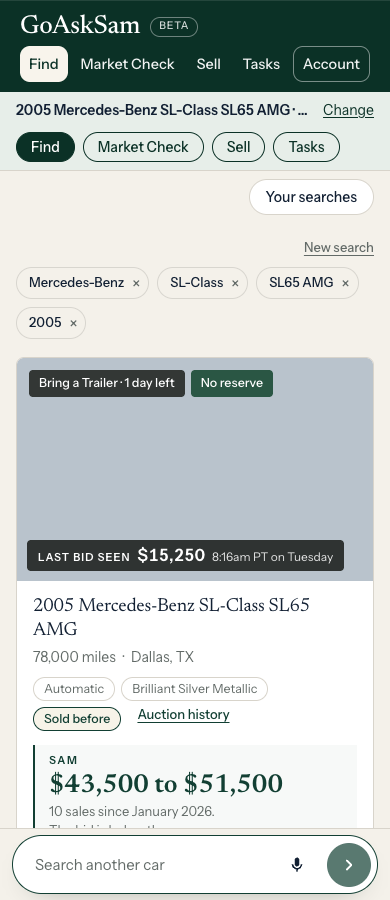 GoAskSam BETA
Find Market Check Sell Tasks Account
2005 Mercedes-Benz SL-Class SL65 AMG · ... Change
Find Market Check Sell Tasks
Your searches
New search
Mercedes-Benz × SL-Class × SL65 AMG ×
2005 ×
Bring a Trailer · 1 day left No reserve
LAST BID SEEN $15,250 8:16am PT on Tuesday
2005 Mercedes-Benz SL-Class SL65
AMG
78,000 miles · Dallas, TX
Automatic Brilliant Silver Metallic
Sold before Auction history
SAM
$43,500 to $51,500
10 sales since January 2026.
Search another car